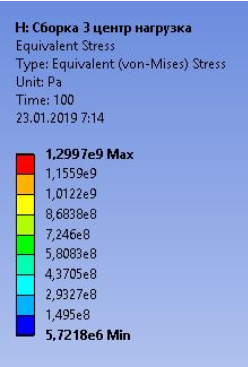 H: Сборка 3 центр нагрузка
Equivalent Stress
Type: Equivalent (von-Mises) Stress
Unit: Pa
Time: 100
23.01.2019 7:14
1,2997e9 Max
1,1559e9
1,0122e9
8,6838e8
7,246e8
5,8083e8
4,3705e8
2,9327e8
1,495e8
5,7218e6 Min